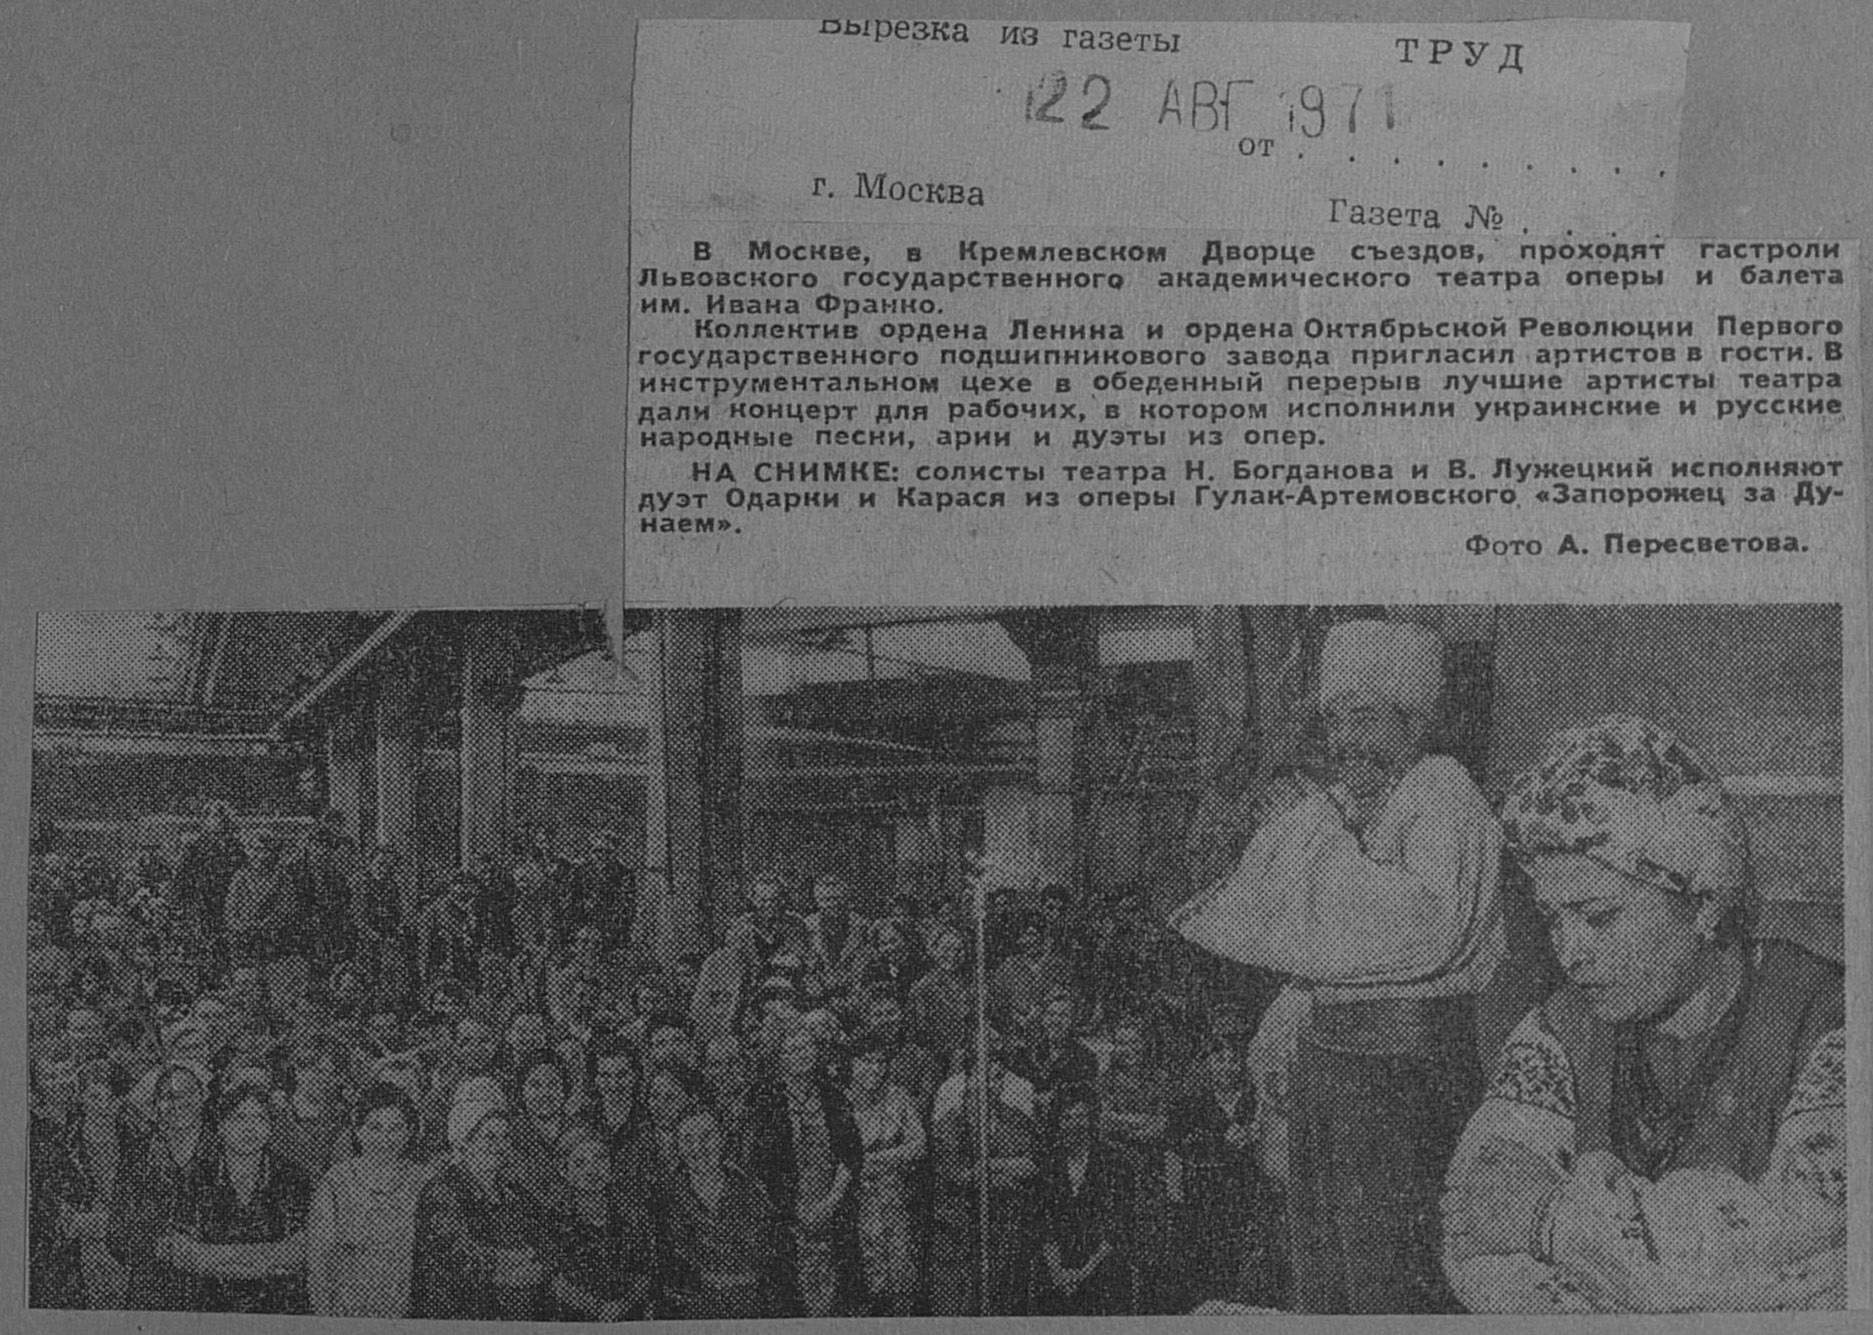 Вырезка из газеты ТРУД
22 АВГ 1971
от . . . . . . . . .
г. Москва
Газета № . . . .
В Москве, в Кремлевском Дворце съездов, проходят гастроли
Львовского государственного академического театра оперы и балета
им. Ивана Франко.
Коллектив ордена Ленина и ордена Октябрьской Революции Первого
государственного подшипникового завода пригласил артистов в гости. В
инструментальном цехе в обеденный перерыв лучшие артисты театра
дали концерт для рабочих, в котором исполнили украинские и русские
народные песни, арии и дуэты из опер.
НА СНИМКЕ: солисты театра Н. Богданова и В. Лужецкий исполняют
дуэт Одарки и Карася из оперы Гулак-Артемовского «Запорожец за Ду-
наем».
Фото А. Пересветова.